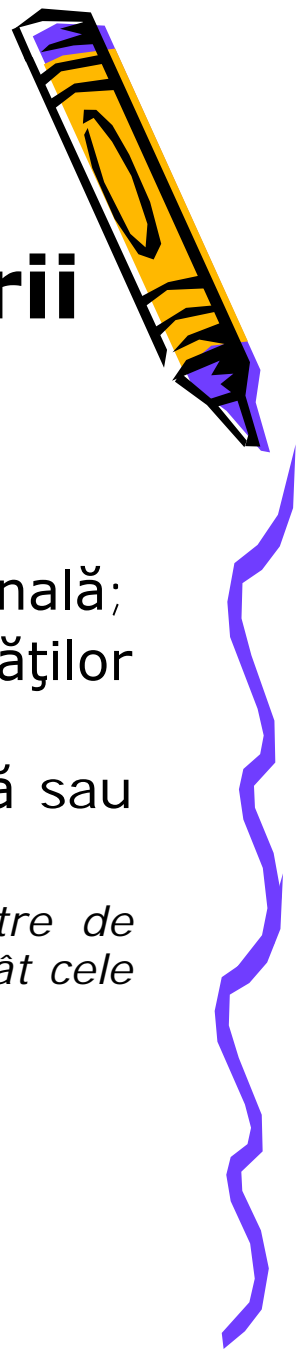 rii
nală;
ăţilor
ă sau
tre de
ât cele